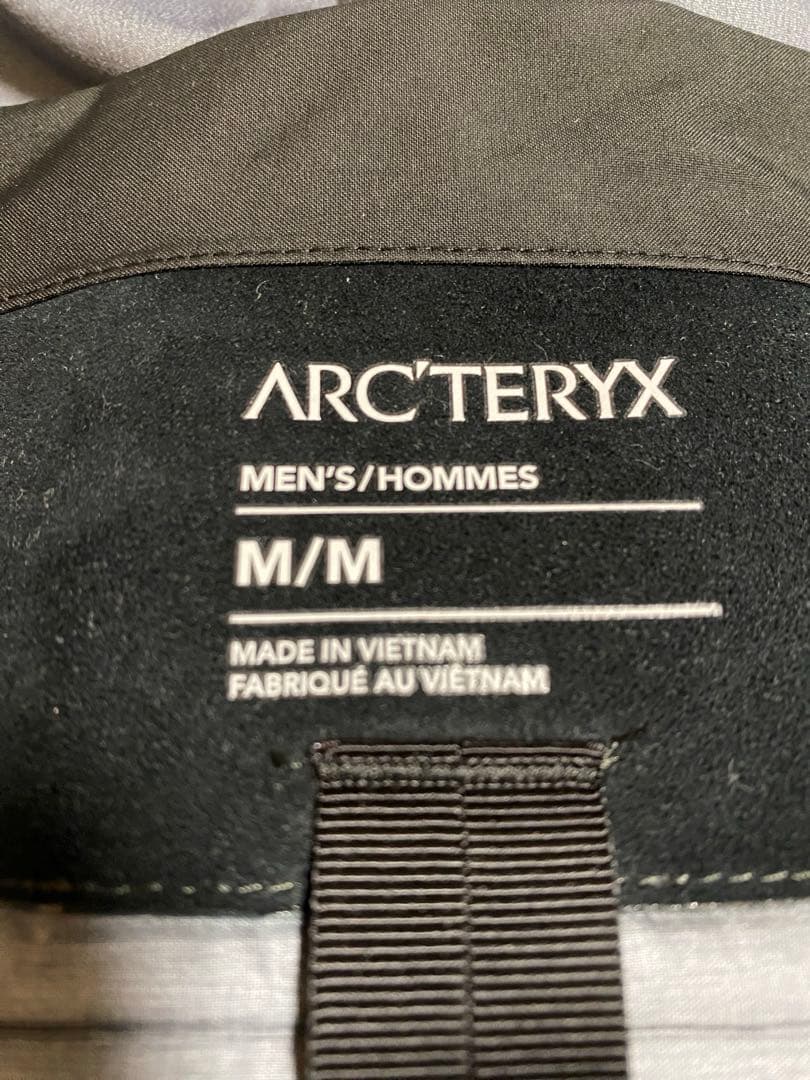 ARC'TERYX
MEN'S/HOMMES
M/M
MADE IN VIETNAM
FABRIQUÉ AU VIÊTNAM